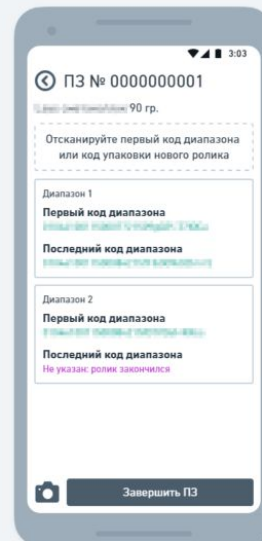 3:03
ПЗ № 0000000001
90 гр.
Отсканируйте первый код диапазона
или код упаковки нового ролика
Диапазон 1
Первый код диапазона
Последний код диапазона
Диапазон 2
Первый код диапазона
Последний код диапазона
Не указан: ролик закончился
Завершить ПЗ